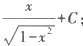 x/√(1−x²) + C;